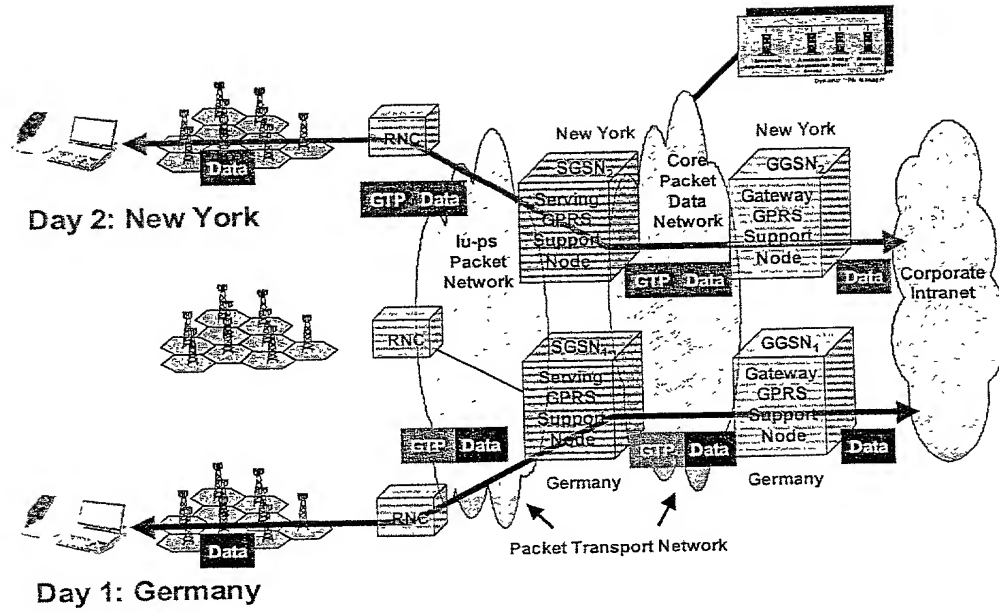 New York
New York
RNC
SGSN2
Core
Packet
Data
Network
GGSN2
Data
GTP Data
Serving
GPRS
Support
Node
Gateway
GPRS
Support
Node
Day 2: New York
Iu-ps
Packet
Network
GTP Data
Data
Corporate
Intranet
RNC
SGSN1
Serving
GPRS
Support
Node
GGSN1
Gateway
GPRS
Support
Node
GTP Data
GTP Data
Data
Germany
Germany
RNC
Data
Packet Transport Network
Day 1: Germany